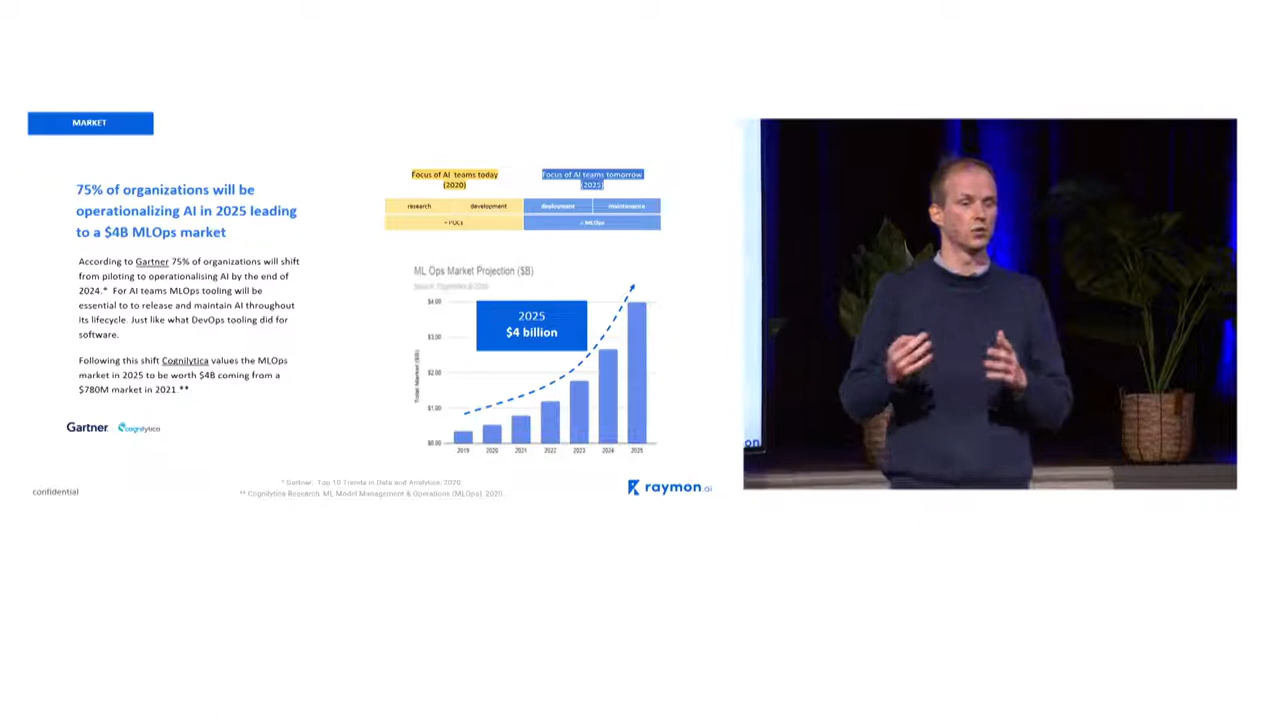 MARKET
75% of organizations will be
operationalizing AI in 2025 leading
to a $4B MLOps market
According to Gartner 75% of organizations will shift
from piloting to operationalising AI by the end of
2024.* For AI teams MLOps tooling will be
essential to to release and maintain AI throughout
its lifecycle. Just like what DevOps tooling did for
software.
Following this shift Cognilytica values the MLOps
market in 2025 to be worth $4B coming from a
$780M market in 2021.**
Gartner
cognilytica
Focus of AI teams today
(2020)
Focus of AI teams tomorrow
(2025)
research
development
deployment
maintenance
= POCs
= MLOps
ML Ops Market Projection ($B)
$4.00
$3.00
$2.00
$1.00
$0.00
2025
$4 billion
2019 2020 2021 2022 2023 2024 2025
* Gartner: Top 10 Trends in Data and Analytics, 2020.
** Cognilytica Research: ML Model Management & Operations (MLOps). 2020.
confidential
raymon.ai
on